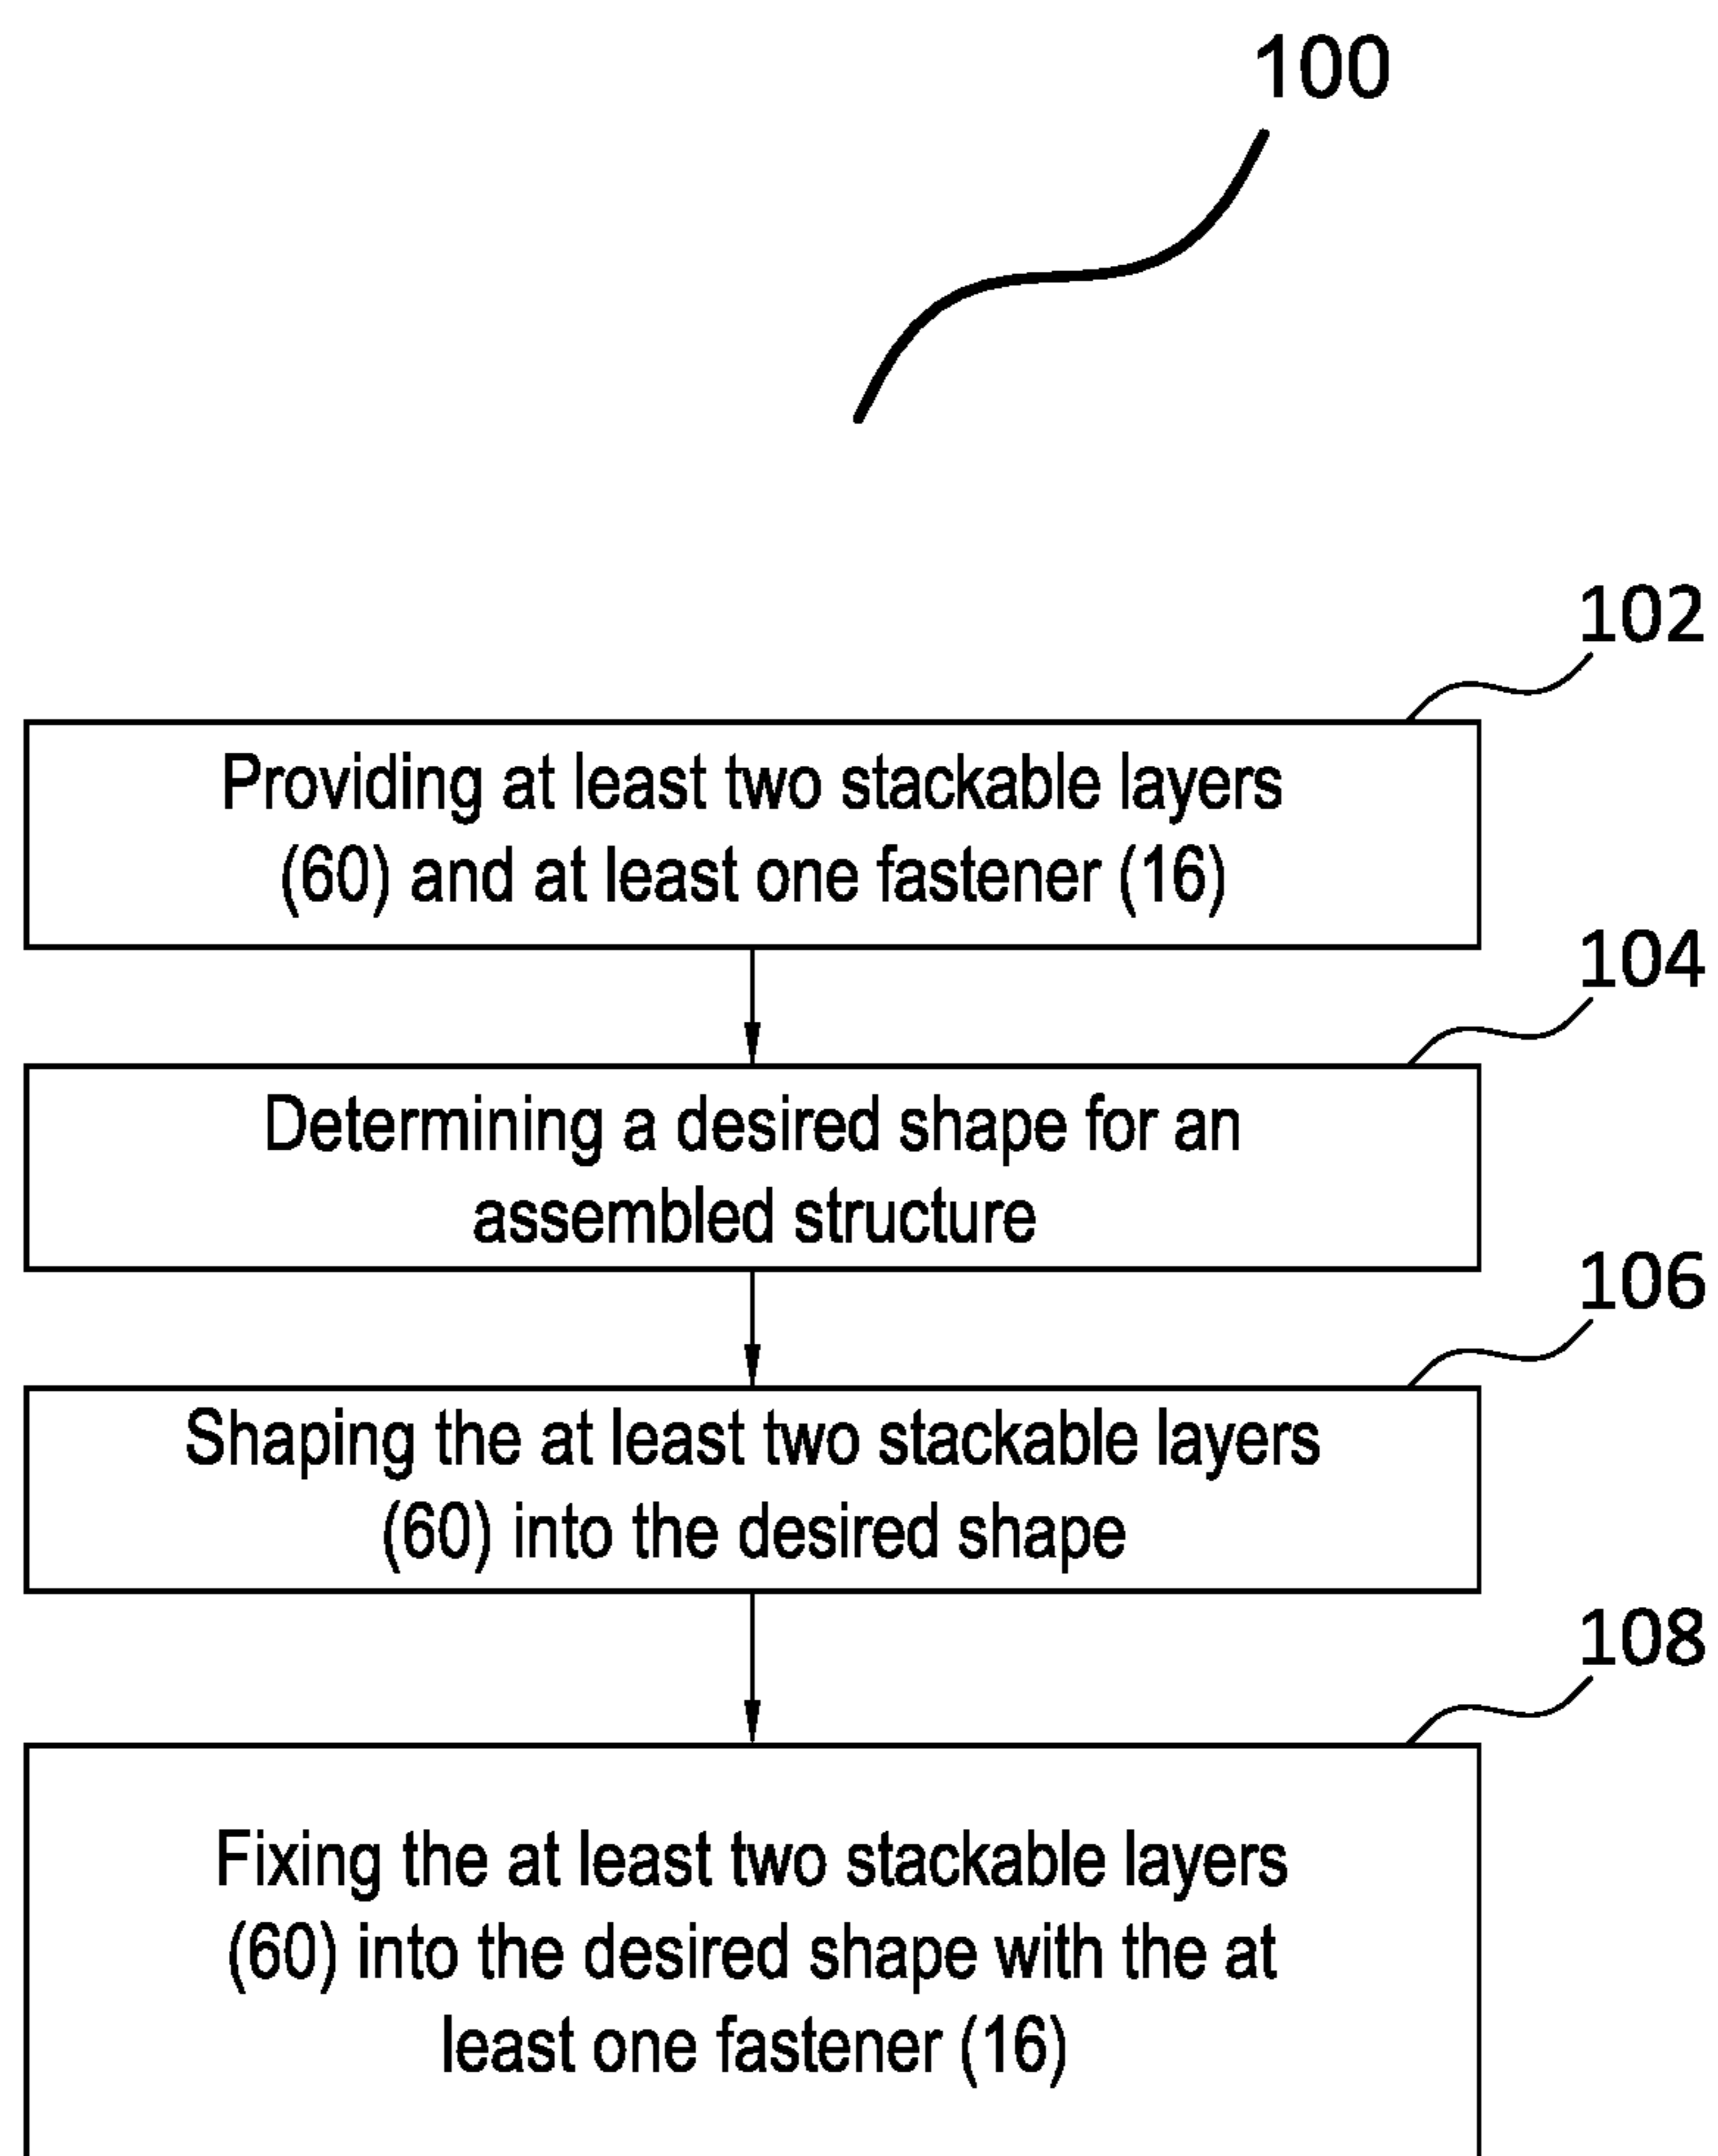 100
102
Providing at least two stackable layers
(60) and at least one fastener (16)
104
Determining a desired shape for an
assembled structure
106
Shaping the at least two stackable layers
(60) into the desired shape
108
Fixing the at least two stackable layers
(60) into the desired shape with the at
least one fastener (16)